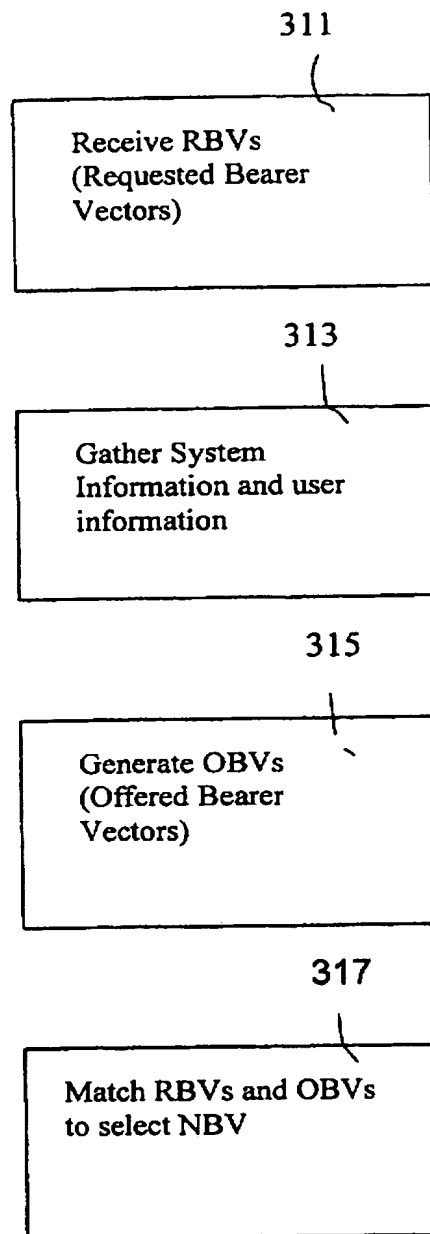 311
Receive RBVs
(Requested Bearer
Vectors)
313
Gather System
Information and user
information
315
Generate OBVs
(Offered Bearer
Vectors)
317
Match RBVs and OBVs
to select NBV